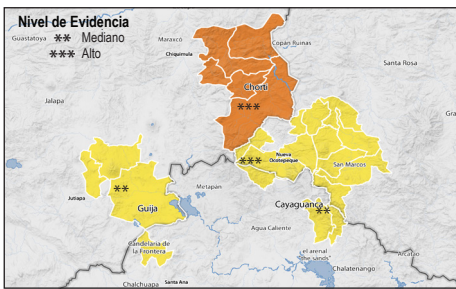 Nivel de Evidencia
** Mediano
*** Alto
Guastatoya
Maraxcó
Copán Ruinas
Chiquimula
Santa Rosa
Chortí
Jalapa
***
Nueva
Ocotepeque
***
San Marcos
Metapán
**
Jutiapa
Guija
Cayaguanca
**
Agua Caliente
Candelaria de
la Frontera
el arenal
"the sands"
Arcatao
Chalatenango
Chalchuapa
Santa Ana